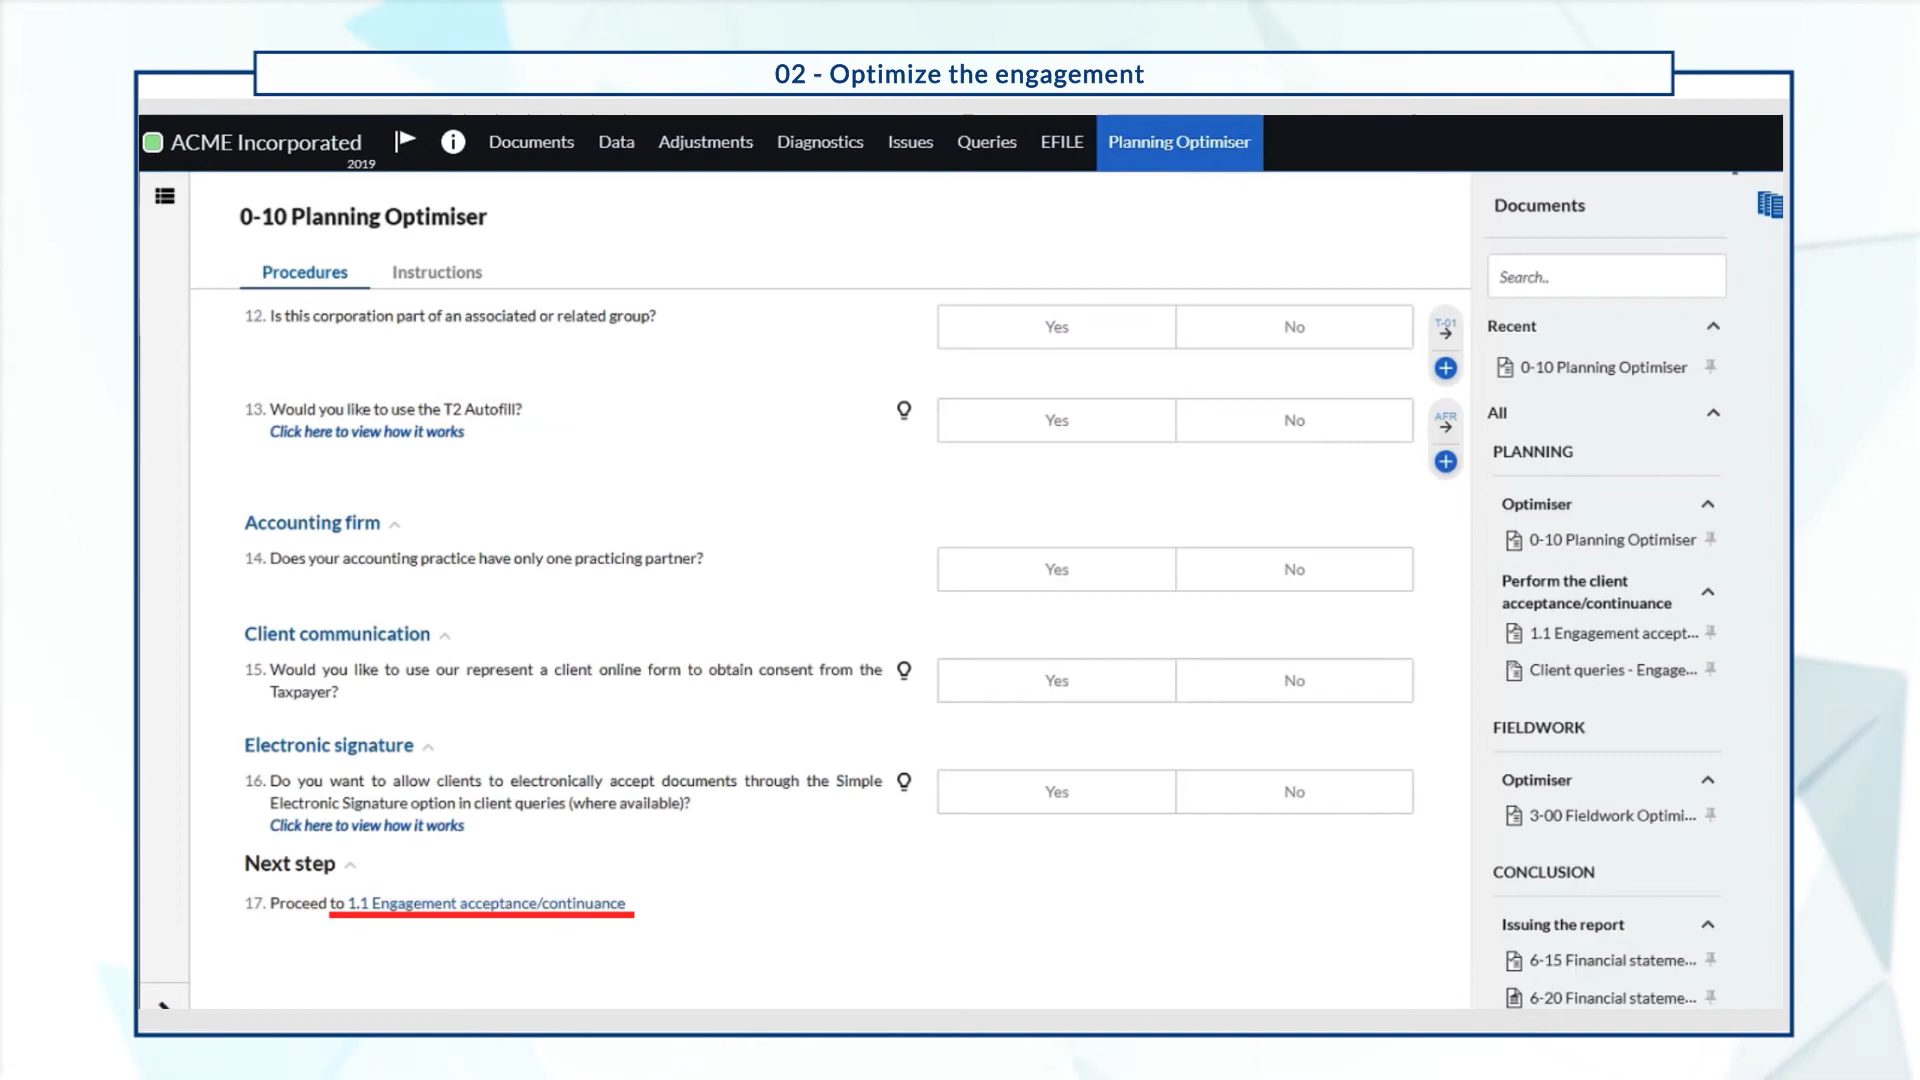 02 - Optimize the engagement
ACME Incorporated
2019
Documents
Data
Adjustments
Diagnostics
Issues
Queries
EFILE
Planning Optimiser
0-10 Planning Optimiser
Procedures
Instructions
12. Is this corporation part of an associated or related group?
Yes
No
T-01
13. Would you like to use the T2 Autofill?
Click here to view how it works
Yes
No
AFR
Accounting firm
14. Does your accounting practice have only one practicing partner?
Yes
No
Client communication
15. Would you like to use our represent a client online form to obtain consent from the
Taxpayer?
Yes
No
Electronic signature
16. Do you want to allow clients to electronically accept documents through the Simple
Electronic Signature option in client queries (where available)?
Click here to view how it works
Yes
No
Next step
17. Proceed to 1.1 Engagement acceptance/continuance
Documents
Search..
Recent
0-10 Planning Optimiser
All
PLANNING
Optimiser
0-10 Planning Optimiser
Perform the client
acceptance/continuance
1.1 Engagement accept...
Client queries - Engage...
FIELDWORK
Optimiser
3-00 Fieldwork Optimi...
CONCLUSION
Issuing the report
6-15 Financial stateme...
6-20 Financial stateme...